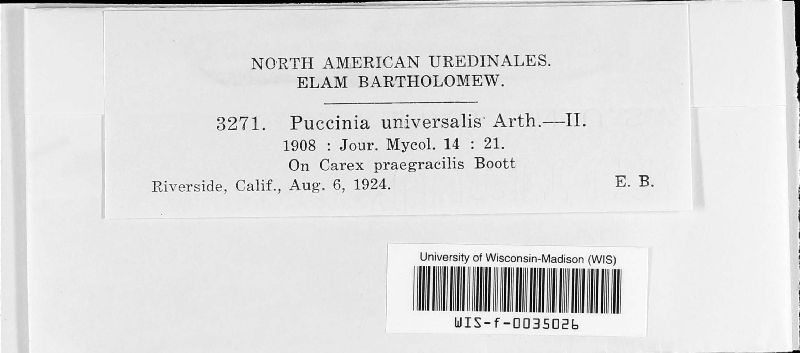 NORTH AMERICAN UREDINALES.
ELAM BARTHOLOMEW.
3271. Puccinia universalis Arth.—II.
1908 : Jour. Mycol. 14 : 21.
On Carex praegracilis Boott
Riverside, Calif., Aug. 6, 1924. E. B.
University of Wisconsin-Madison (WIS)
WIS-f-0035026